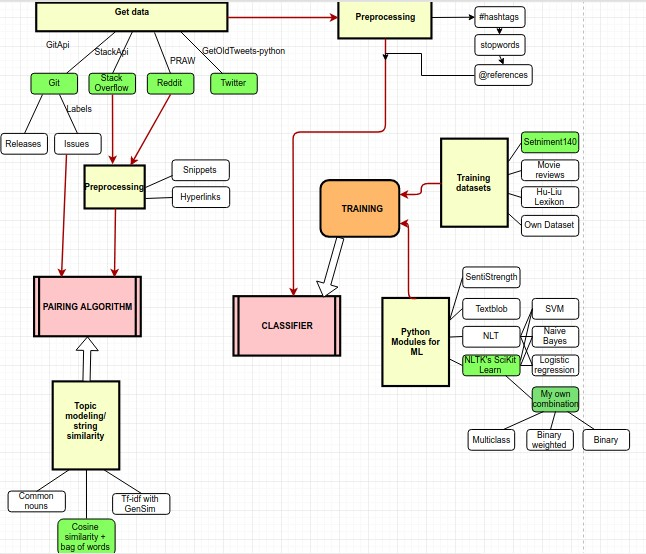 Get data
Preprocessing
#hashtags
stopwords
@references
GitApi
StackApi
PRAW
GetOldTweets-python
Git
Stack
Overflow
Reddit
Twitter
Labels
Releases
Issues
Preprocessing
Snippets
Hyperlinks
Training
datasets
Setniment140
Movie
reviews
Hu-Liu
Lexikon
Own Dataset
TRAINING
PAIRING ALGORITHM
CLASSIFIER
Python
Modules for
ML
SentiStrength
Textblob
NLT
NLTK's SciKit
Learn
SVM
Naive
Bayes
Logistic
regression
My own
combination
Multiclass
Binary
weighted
Binary
Topic
modeling/
string
similarity
Common
nouns
Cosine
similarity +
bag of words
Tf-idf with
GenSim